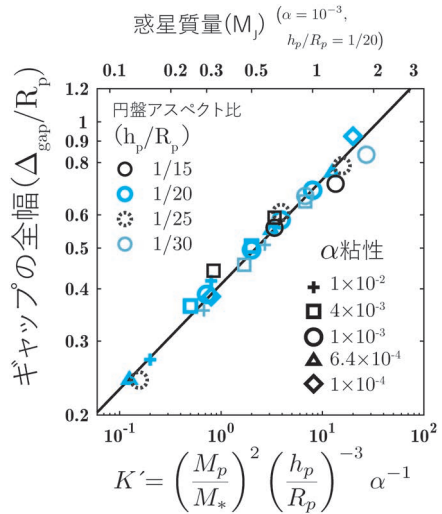 惑星質量(M_J) (α = 10⁻³,
h_p/R_p = 1/20)
0.1 0.3 0.5 1 2 3
ギャップの全幅(Δ_gap/R_p)
1.2
1
0.9
0.8
0.6
0.5
0.4
0.3
0.2
円盤アスペクト比
(h_p/R_p)
1/15
1/20
1/25
1/30
α粘性
1×10⁻²
4×10⁻³
1×10⁻³
6.4×10⁻⁴
1×10⁻⁴
10⁻¹ 10⁰ 10¹ 10²
K′= (M_p/M_*)² (h_p/R_p)⁻³ α⁻¹